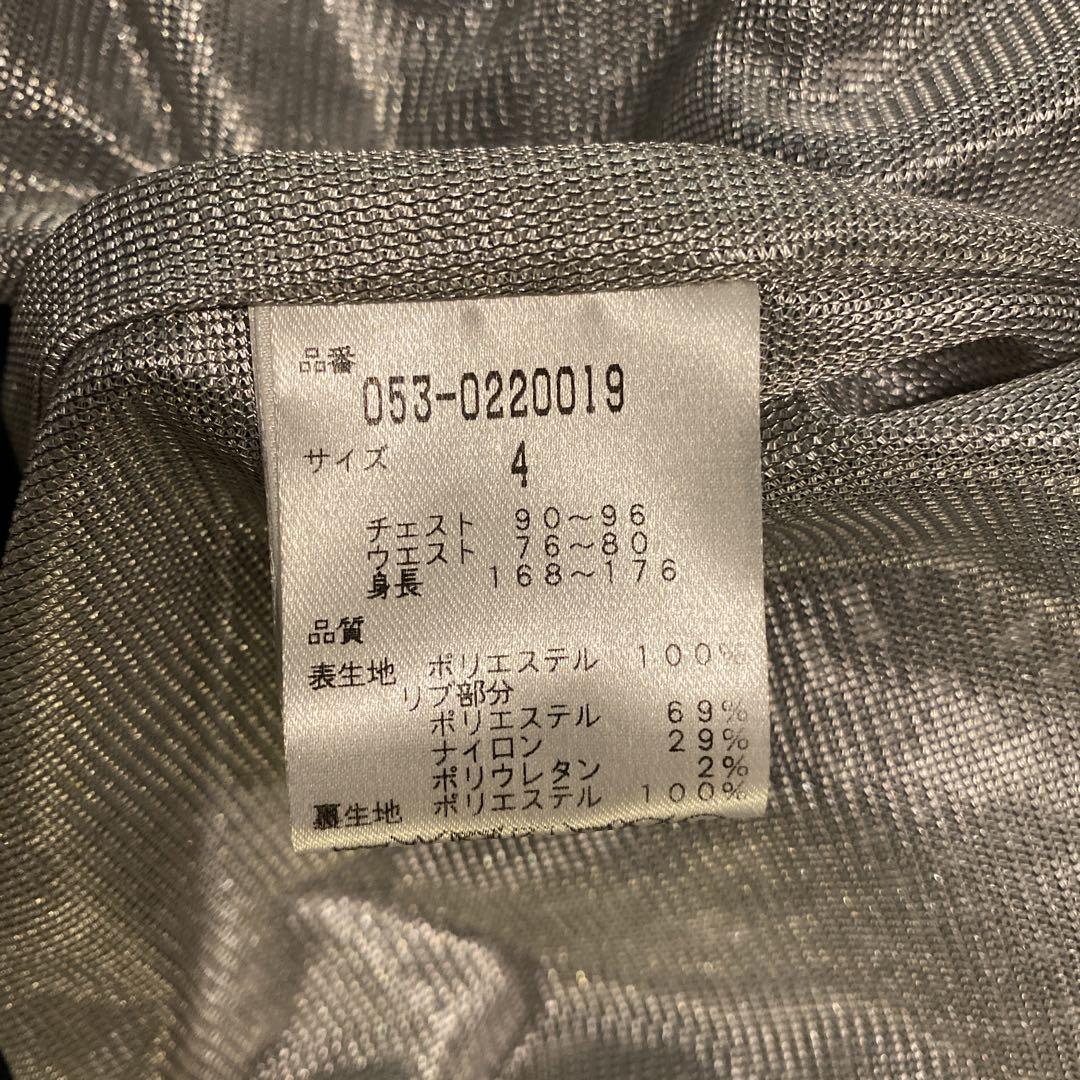 品番
053-0220019
サイズ 4
チェスト 90～96
ウエスト 76～80
身長 168～176
品質
表生地 ポリエステル 100%
リブ部分
ポリエステル 69%
ナイロン 29%
ポリウレタン 2%
裏生地 ポリエステル 100%